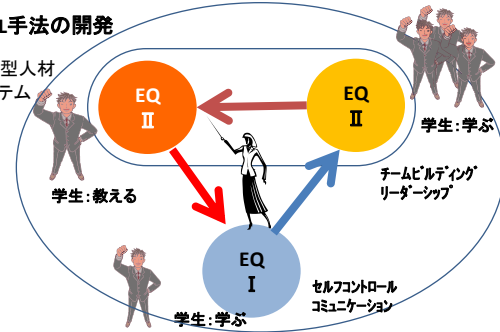 L手法の開発
型人材
テム
EQ
Ⅱ
EQ
Ⅱ
学生：学ぶ
学生：教える
ﾁｰﾑﾋﾞﾙﾃﾞｨﾝｸﾞ
ﾘｰﾀﾞｰｼｯﾌﾟ
EQ
Ⅰ
ｾﾙﾌｺﾝﾄﾛｰﾙ
ｺﾐｭﾆｹｰｼｮﾝ
学生：学ぶ